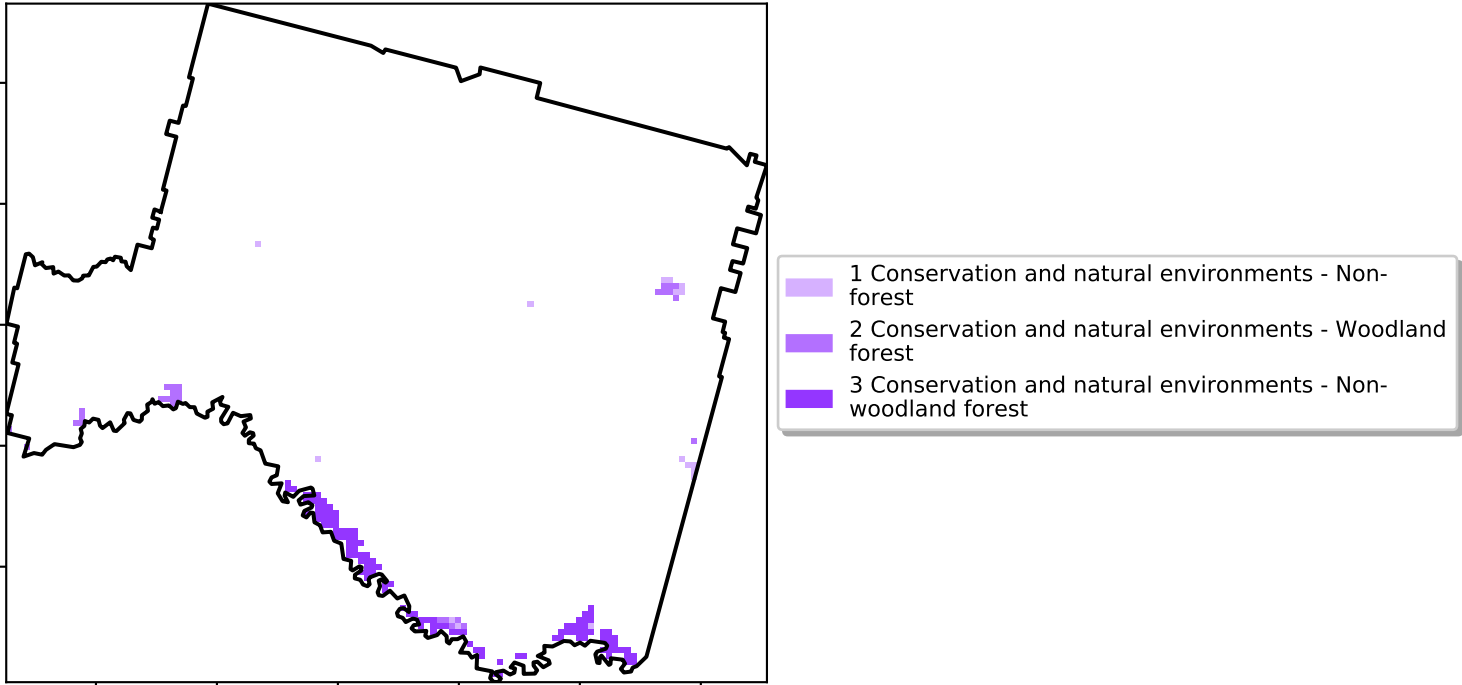 1 Conservation and natural environments - Non-
forest
2 Conservation and natural environments - Woodland
forest
3 Conservation and natural environments - Non-
woodland forest